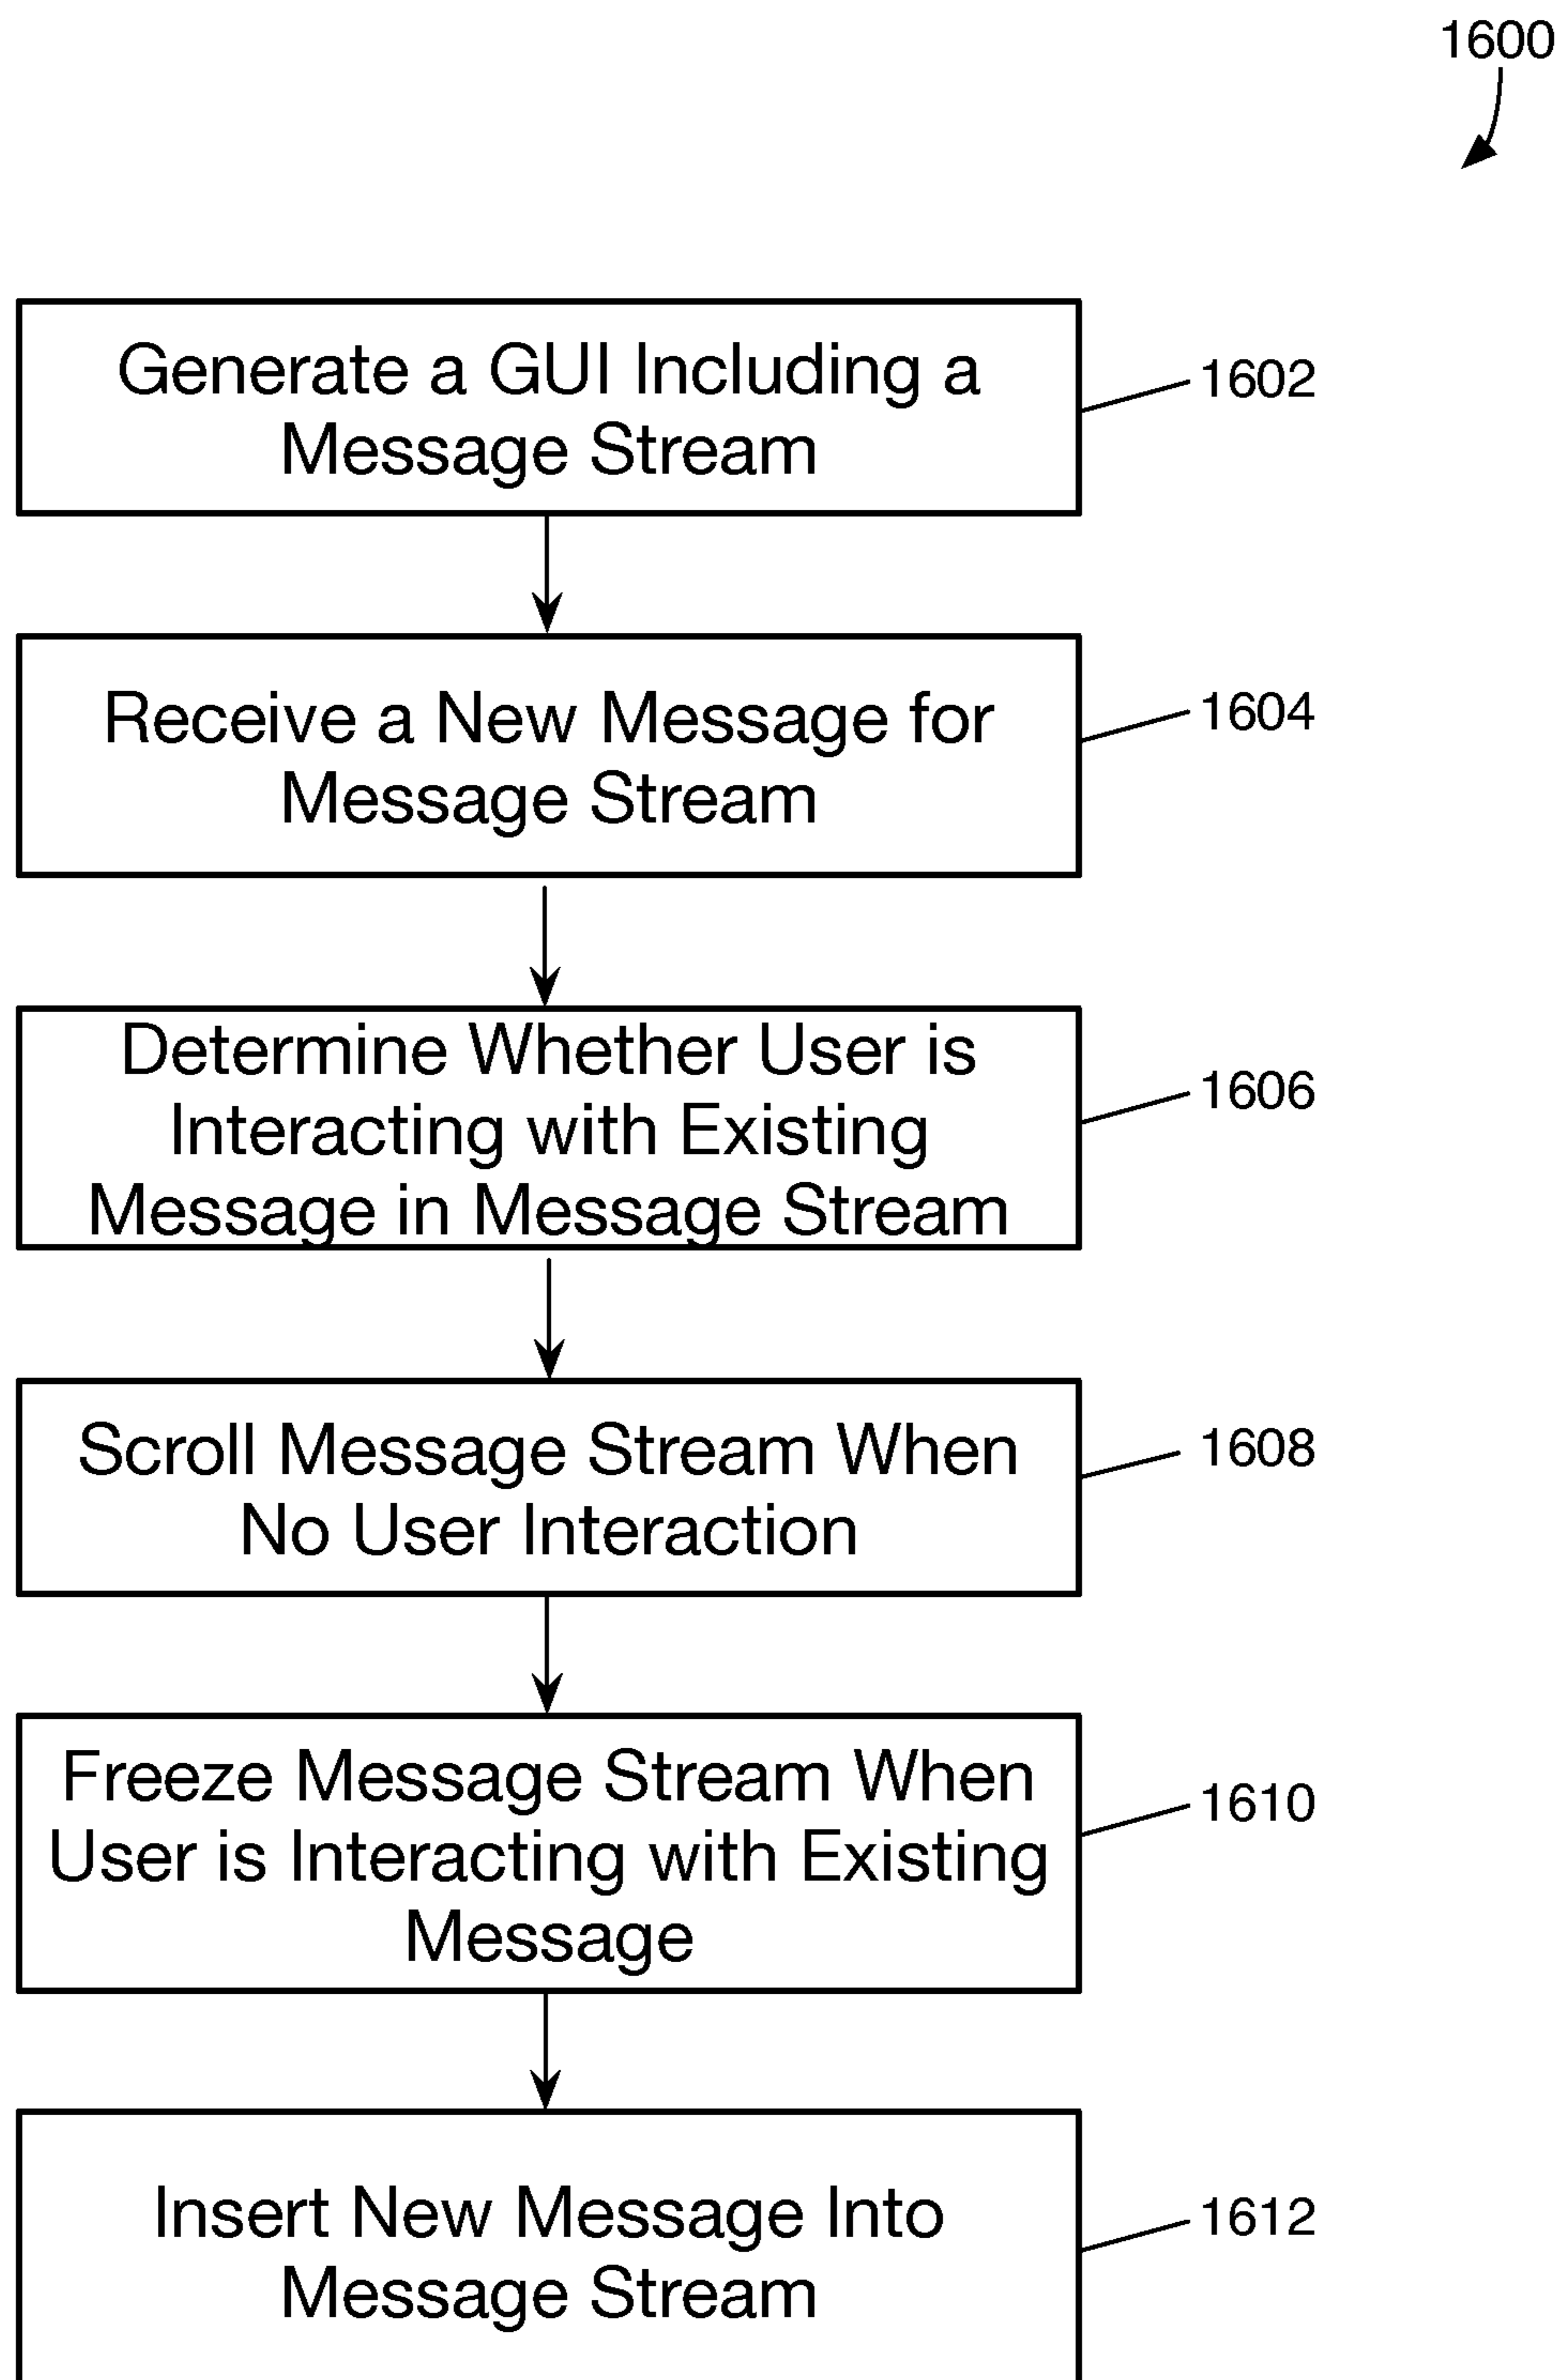 1600
Generate a GUI Including a
Message Stream
1602
Receive a New Message for
Message Stream
1604
Determine Whether User is
Interacting with Existing
Message in Message Stream
1606
Scroll Message Stream When
No User Interaction
1608
Freeze Message Stream When
User is Interacting with Existing
Message
1610
Insert New Message Into
Message Stream
1612